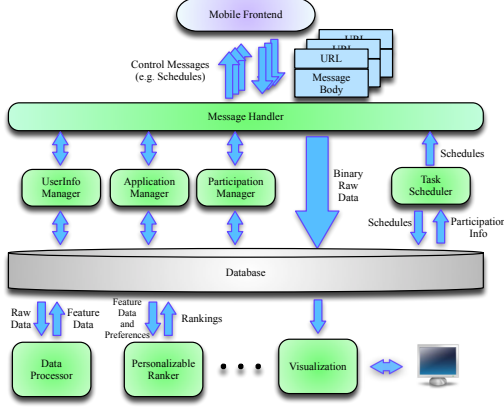 Mobile Frontend
Control Messages
(e.g. Schedules)
URL
URL
URL
Message
Body
Message Handler
UserInfo
Manager
Application
Manager
Participation
Manager
Binary
Raw
Data
Schedules
Task
Scheduler
Schedules
Participation
Info
Database
Raw
Data
Feature
Data
Feature
Data
and
Preferences
Rankings
Data
Processor
Personalizable
Ranker
Visualization